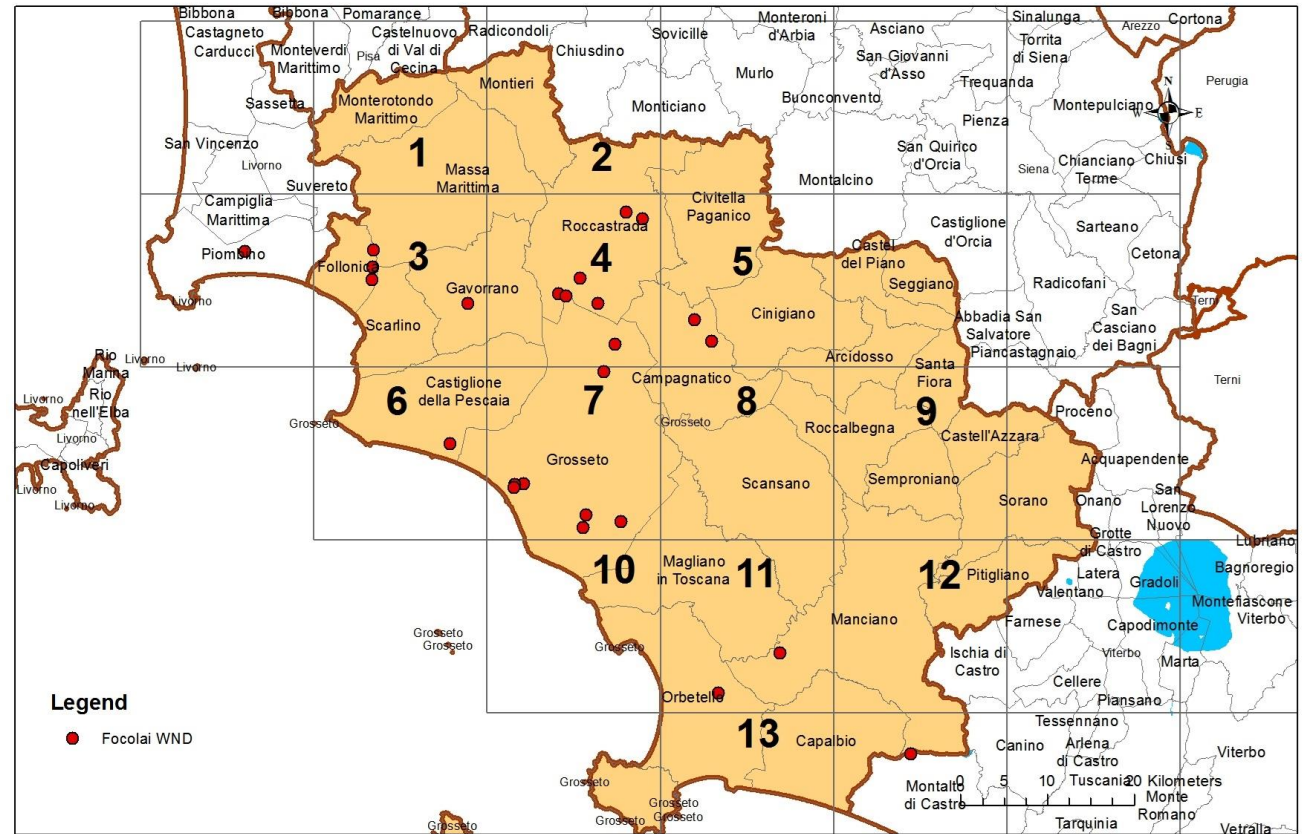 Bibbona
Bibbona
Pomarance
Castagneto
Carducci
Monteverdi
Marittimo
Pisa
Castelnuovo
di Val di
Cecina
Radicondoli
Chiusdino
Sovicille
Monteroni
d'Arbia
Asciano
Sinalunga
Arezzo
Cortona
Murlo
San Giovanni
d'Asso
Torrita
di Siena
Trequanda
Perugia
Montieri
Monterotondo
Marittimo
Sassetta
Monticiano
Buonconvento
Montepulciano
N
W
E
S
Pienza
San Vincenzo
Livorno
1
2
San Quirico
d'Orcia
Siena
Chianciano
Terme
Chiusi
Suvereto
Massa
Marittima
Montalcino
Campiglia
Marittima
Civitella
Paganico
Roccastrada
Castiglione
d'Orcia
Sarteano
Piombino
Follonica
3
4
5
Castel
del Piano
Cetona
Seggiano
Radicofani
Gavorrano
Livorno
Scarlino
Cinigiano
Abbadia San
Salvatore
Piancastagnaio
San
Casciano
dei Bagni
Terni
Rio
Marina
Livorno
Livorno
Arcidosso
Santa
Fiora
Terni
Rio
nell'Elba
Livorno
Castiglione
della Pescaia
Campagnatico
6
7
8
9
Proceno
Grosseto
Grosseto
Roccalbegna
Castell'Azzara
Livorno
Capoliveri
Livorno
Livorno
Grosseto
Scansano
Semproniano
Sorano
Acquapendente
Onano
San
Lorenzo
Nuovo
Grotte
di Castro
Lubriano
Bagnoregio
10
Magliano
in Toscana
11
12
Pitigliano
Latera
Valentano
Gradoli
Montefiascone
Viterbo
Manciano
Farnese
Capodimonte
Grosseto
Grosseto
Grosseto
Ischia di
Castro
Viterbo
Marta
Cellere
Piansano
Orbetello
Legend
Focolai WND
13
Capalbio
Tessennano
Canino
Arlena
di Castro
Viterbo
Grosseto
Montalto
di Castro
0 5 10 20 Kilometers
Tuscania
Monte
Romano
Grosseto
Grosseto
Grosseto
Grosseto
Tarquinia
Vetralla